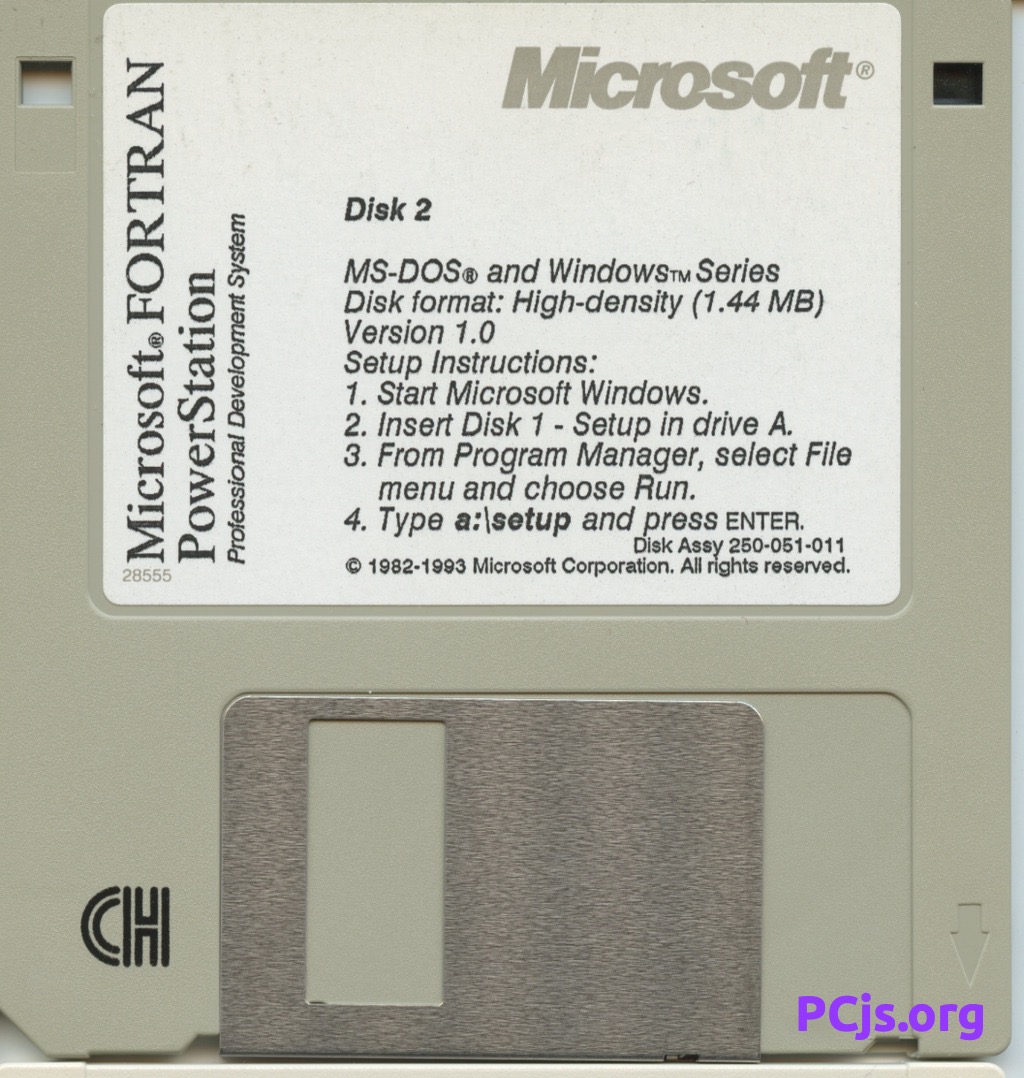 Microsoft® FORTRAN
PowerStation
Professional Development System
28555
Microsoft®
Disk 2
MS-DOS® and Windows™ Series
Disk format: High-density (1.44 MB)
Version 1.0
Setup Instructions:
1. Start Microsoft Windows.
2. Insert Disk 1 - Setup in drive A.
3. From Program Manager, select File
menu and choose Run.
4. Type a:\setup and press ENTER.
Disk Assy 250-051-011
© 1982-1993 Microsoft Corporation. All rights reserved.
CH
PCjs.org